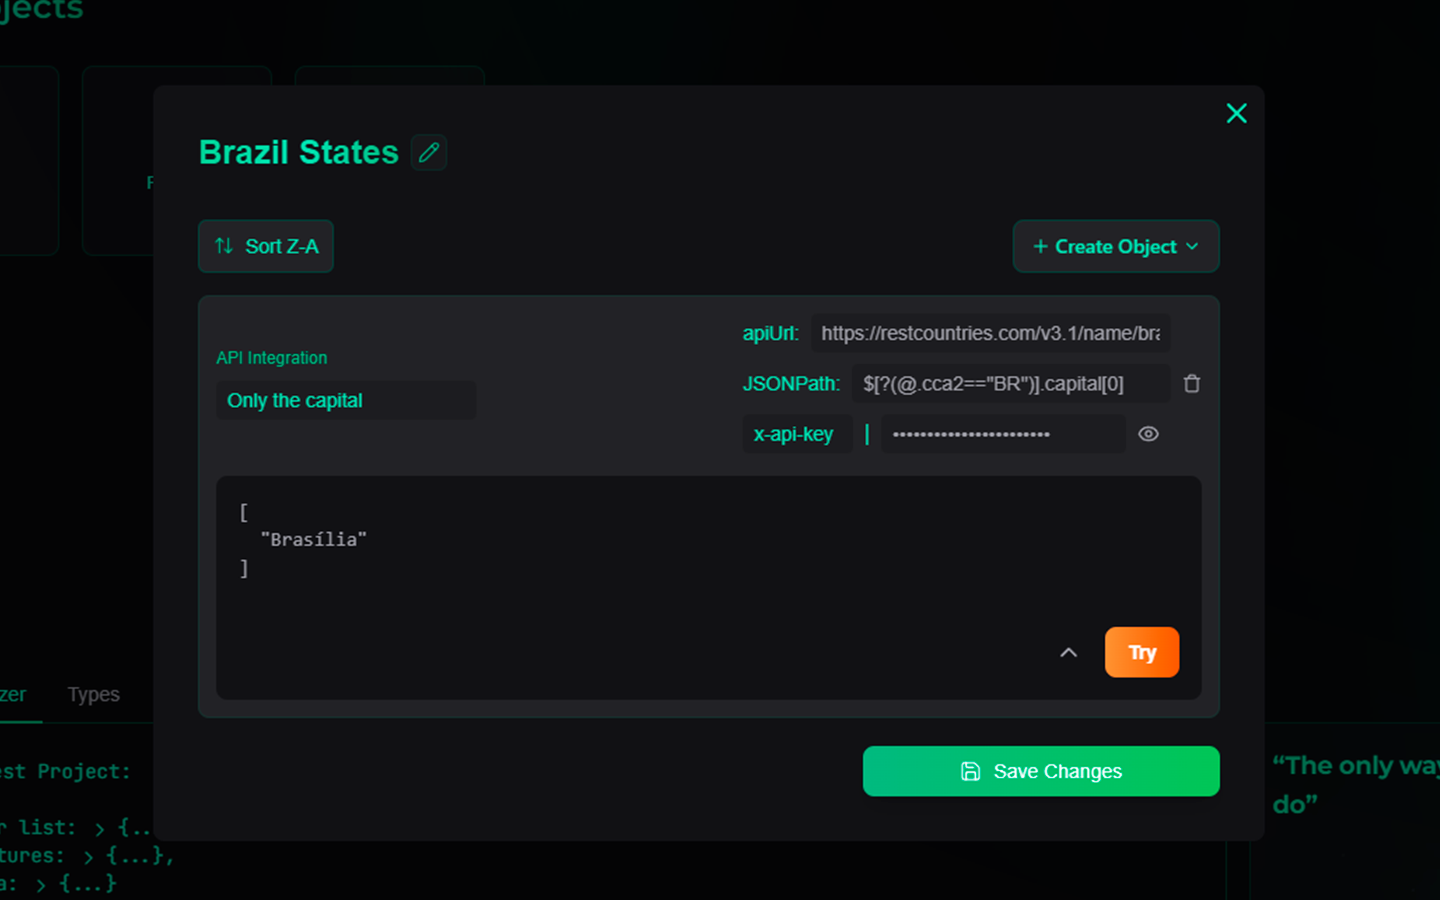 jects
Brazil States
Sort Z-A
+ Create Object
API Integration
Only the capital
apiUrl: https://restcountries.com/v3.1/name/bra
JSONPath: $[?(@.cca2=="BR")].capital[0]
x-api-key | •••••••••••••••••••••••
[
"Brasília"
]
Try
Save Changes
F
zer Types
est Project:
r list: > {..
tures: > {...},
a: > {...}
“The only way
do”